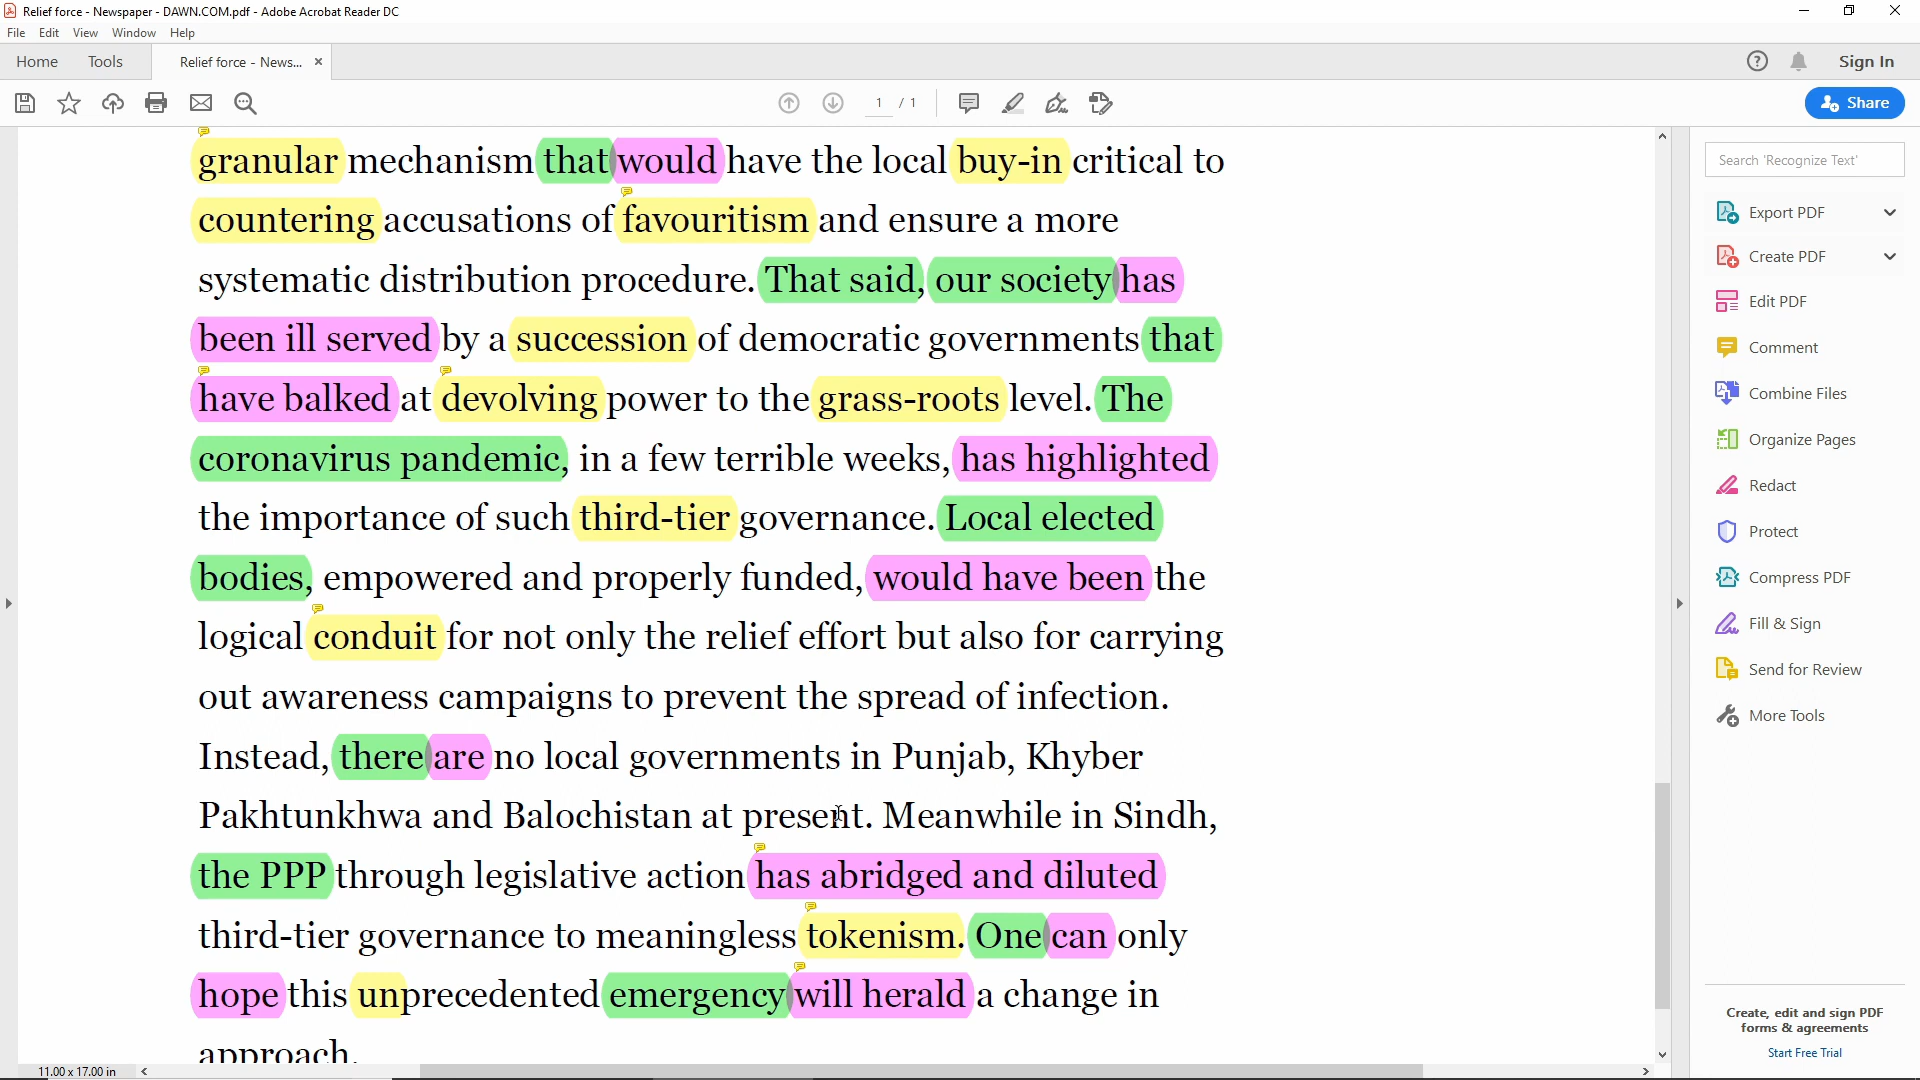 Relief force - Newspaper - DAWN.COM.pdf - Adobe Acrobat Reader DC
File Edit View Window Help
Home Tools Relief force - News... × Sign In
1 / 1 Share
granular mechanism that would have the local buy-in critical to
countering accusations of favouritism and ensure a more
systematic distribution procedure. That said, our society has
been ill served by a succession of democratic governments that
have balked at devolving power to the grass-roots level. The
coronavirus pandemic, in a few terrible weeks, has highlighted
the importance of such third-tier governance. Local elected
bodies, empowered and properly funded, would have been the
logical conduit for not only the relief effort but also for carrying
out awareness campaigns to prevent the spread of infection.
Instead, there are no local governments in Punjab, Khyber
Pakhtunkhwa and Balochistan at present. Meanwhile in Sindh,
the PPP through legislative action has abridged and diluted
third-tier governance to meaningless tokenism. One can only
hope this unprecedented emergency will herald a change in
approach.
11.00 x 17.00 in
Search 'Recognize Text'
Export PDF
Create PDF
Edit PDF
Comment
Combine Files
Organize Pages
Redact
Protect
Compress PDF
Fill & Sign
Send for Review
More Tools
Create, edit and sign PDF
forms & agreements
Start Free Trial